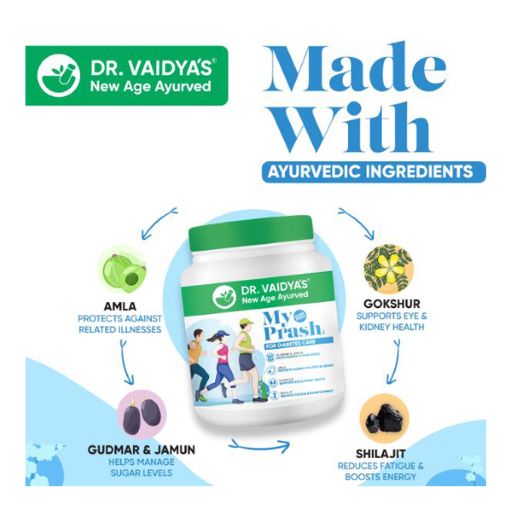 DR. VAIDYA'S®
New Age Ayurved
Made
With
AYURVEDIC INGREDIENTS
AMLA
PROTECTS AGAINST
RELATED ILLNESSES
GOKSHUR
SUPPORTS EYE &
KIDNEY HEALTH
DR. VAIDYA'S®
New Age Ayurved
My
Prash
FOR DIABETES CARE
GUDMAR & JAMUN
HELPS MANAGE
SUGAR LEVELS
SHILAJIT
REDUCES FATIGUE &
BOOSTS ENERGY